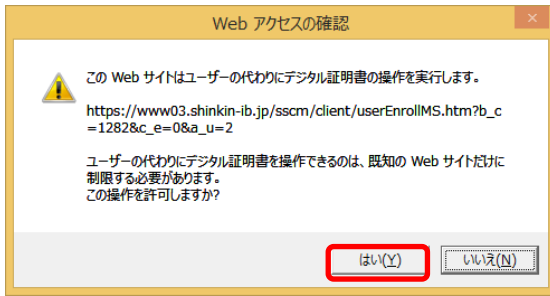 Web アクセスの確認
この Web サイトはユーザーの代わりにデジタル証明書の操作を実行します。
https://www03.shinkin-ib.jp/sscm/client/userEnrollMS.htm?b_c
=1282&c_e=0&a_u=2
ユーザーの代わりにデジタル証明書を操作できるのは、既知の Web サイトだけに
制限する必要があります。
この操作を許可しますか?
はい(Y) いいえ(N)